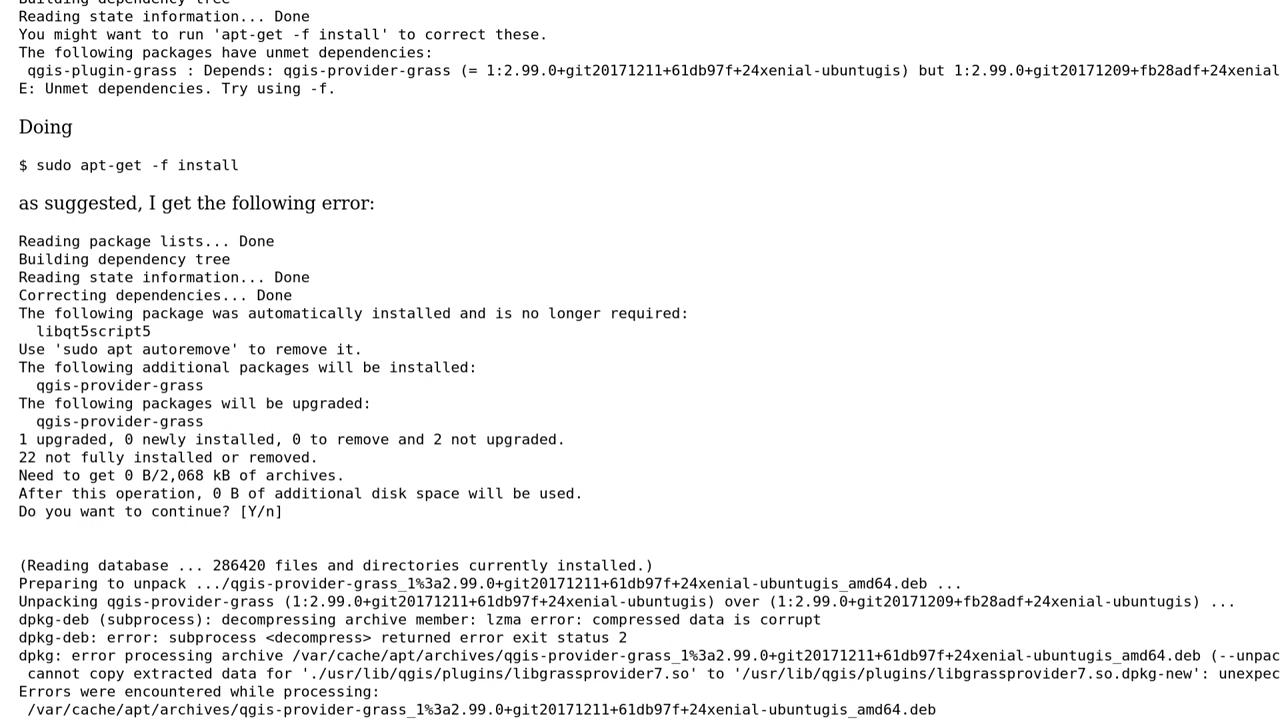 Building dependency tree
Reading state information... Done
You might want to run 'apt-get -f install' to correct these.
The following packages have unmet dependencies:
 qgis-plugin-grass : Depends: qgis-provider-grass (= 1:2.99.0+git20171211+61db97f+24xenial-ubuntugis) but 1:2.99.0+git20171209+fb28adf+24xenial
E: Unmet dependencies. Try using -f.
Doing
$ sudo apt-get -f install
as suggested, I get the following error:
Reading package lists... Done
Building dependency tree
Reading state information... Done
Correcting dependencies... Done
The following package was automatically installed and is no longer required:
  libqt5script5
Use 'sudo apt autoremove' to remove it.
The following additional packages will be installed:
  qgis-provider-grass
The following packages will be upgraded:
  qgis-provider-grass
1 upgraded, 0 newly installed, 0 to remove and 2 not upgraded.
22 not fully installed or removed.
Need to get 0 B/2,068 kB of archives.
After this operation, 0 B of additional disk space will be used.
Do you want to continue? [Y/n]
(Reading database ... 286420 files and directories currently installed.)
Preparing to unpack .../qgis-provider-grass_1%3a2.99.0+git20171211+61db97f+24xenial-ubuntugis_amd64.deb ...
Unpacking qgis-provider-grass (1:2.99.0+git20171211+61db97f+24xenial-ubuntugis) over (1:2.99.0+git20171209+fb28adf+24xenial-ubuntugis) ...
dpkg-deb (subprocess): decompressing archive member: lzma error: compressed data is corrupt
dpkg-deb: error: subprocess <decompress> returned error exit status 2
dpkg: error processing archive /var/cache/apt/archives/qgis-provider-grass_1%3a2.99.0+git20171211+61db97f+24xenial-ubuntugis_amd64.deb (--unpac
 cannot copy extracted data for './usr/lib/qgis/plugins/libgrassprovider7.so' to '/usr/lib/qgis/plugins/libgrassprovider7.so.dpkg-new': unexpec
Errors were encountered while processing:
 /var/cache/apt/archives/qgis-provider-grass_1%3a2.99.0+git20171211+61db97f+24xenial-ubuntugis_amd64.deb